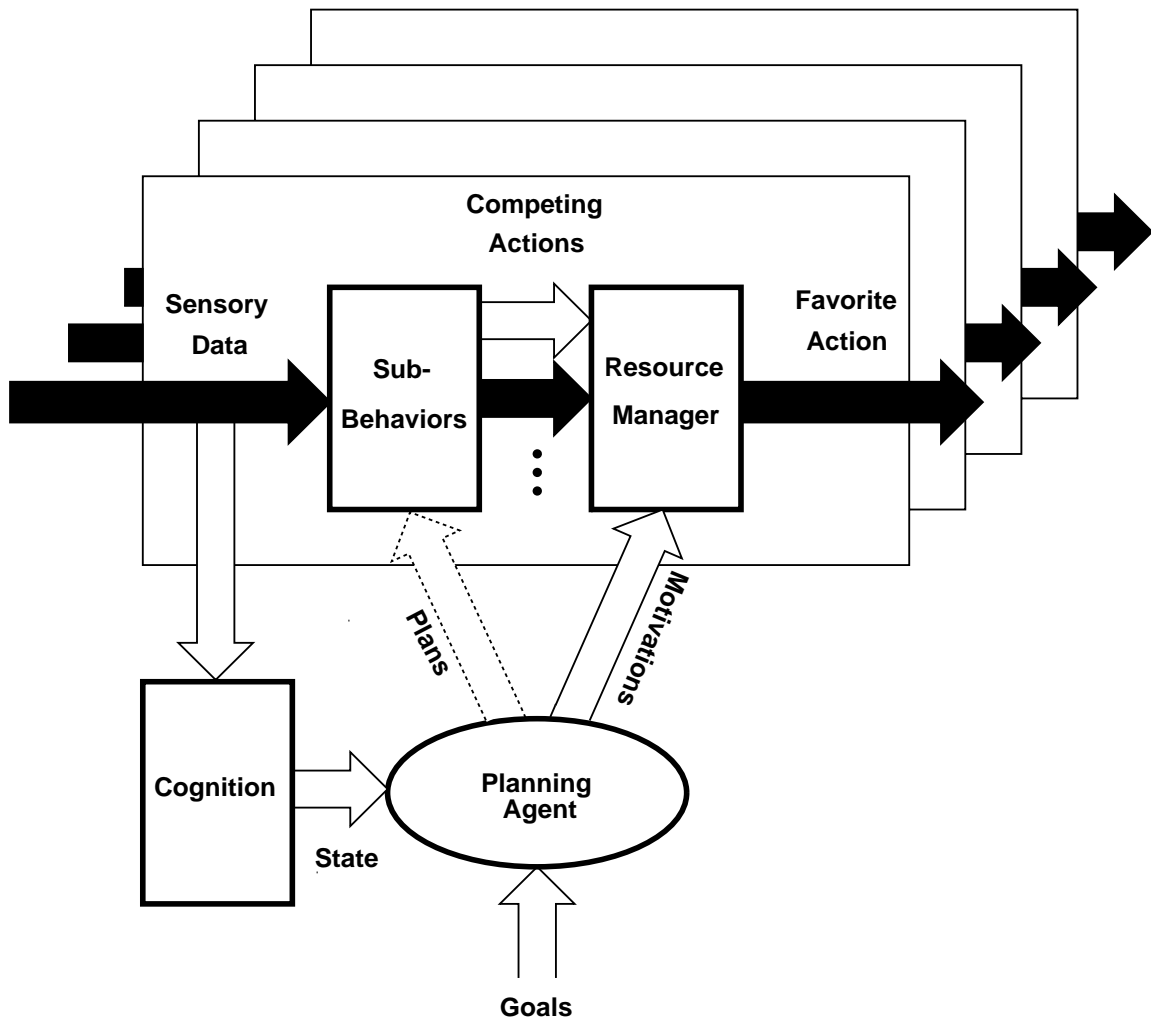 Competing
Actions
Sensory
Data
Favorite
Action
Sub-
Behaviors
Resource
Manager
Plans
Motivations
Cognition
State
Planning
Agent
Goals